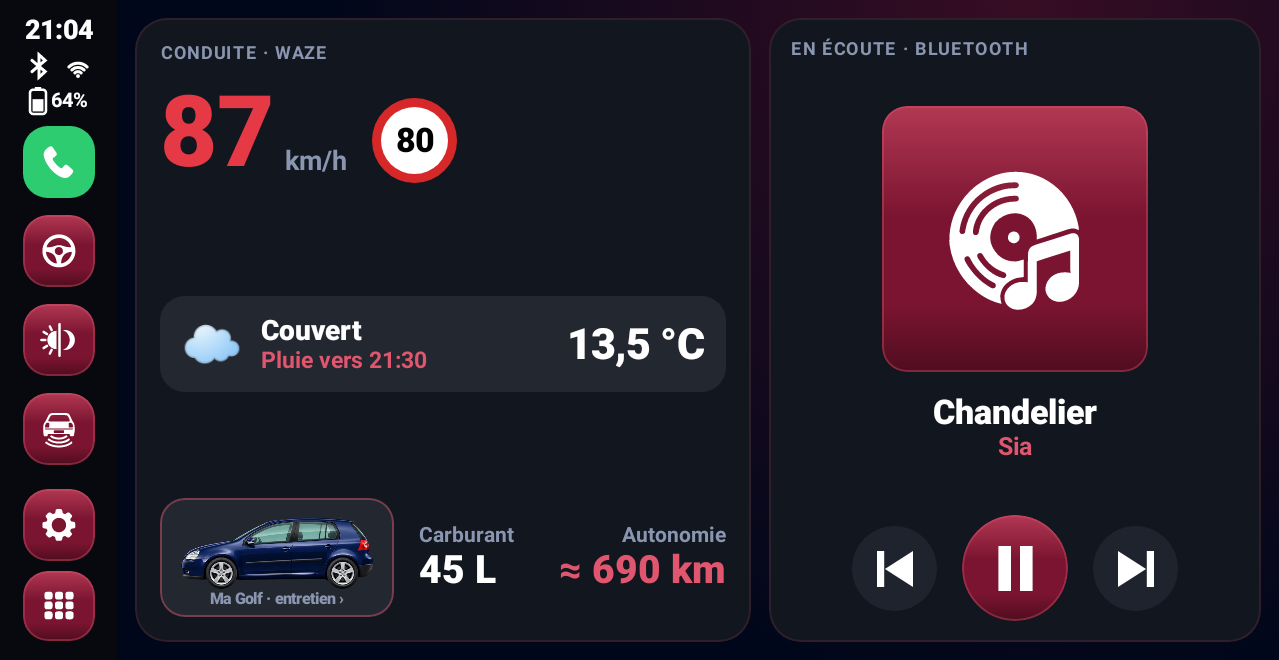 21:04
64%
CONDUITE · WAZE
87 km/h
80
Couvert
Pluie vers 21:30
13,5 °C
Ma Golf · entretien ›
Carburant
45 L
Autonomie
≈ 690 km
EN ÉCOUTE · BLUETOOTH
Chandelier
Sia